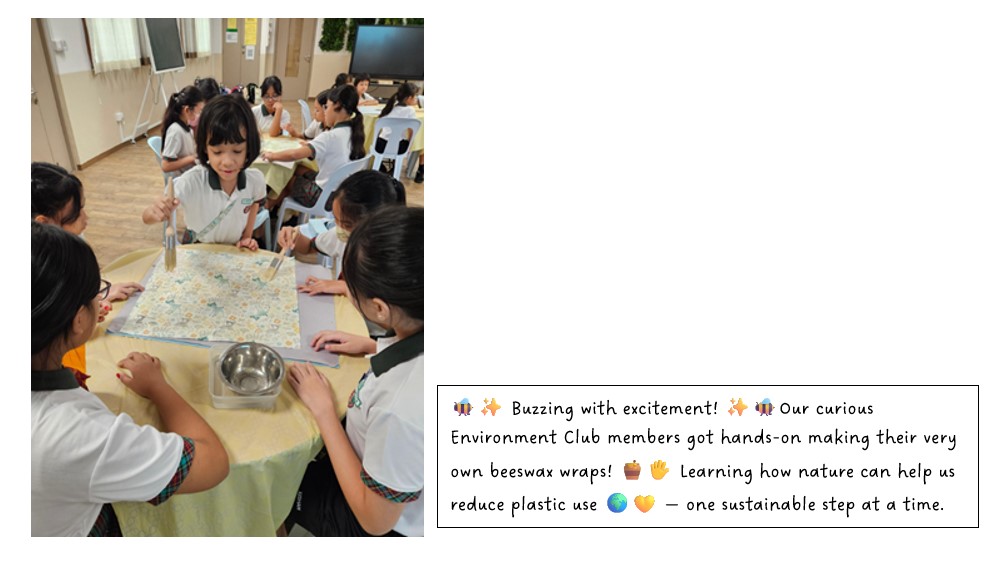 🐝✨ Buzzing with excitement! ✨🐝Our curious
Environment Club members got hands-on making their very
own beeswax wraps! 🍯🖐️ Learning how nature can help us
reduce plastic use 🌍💛 — one sustainable step at a time.